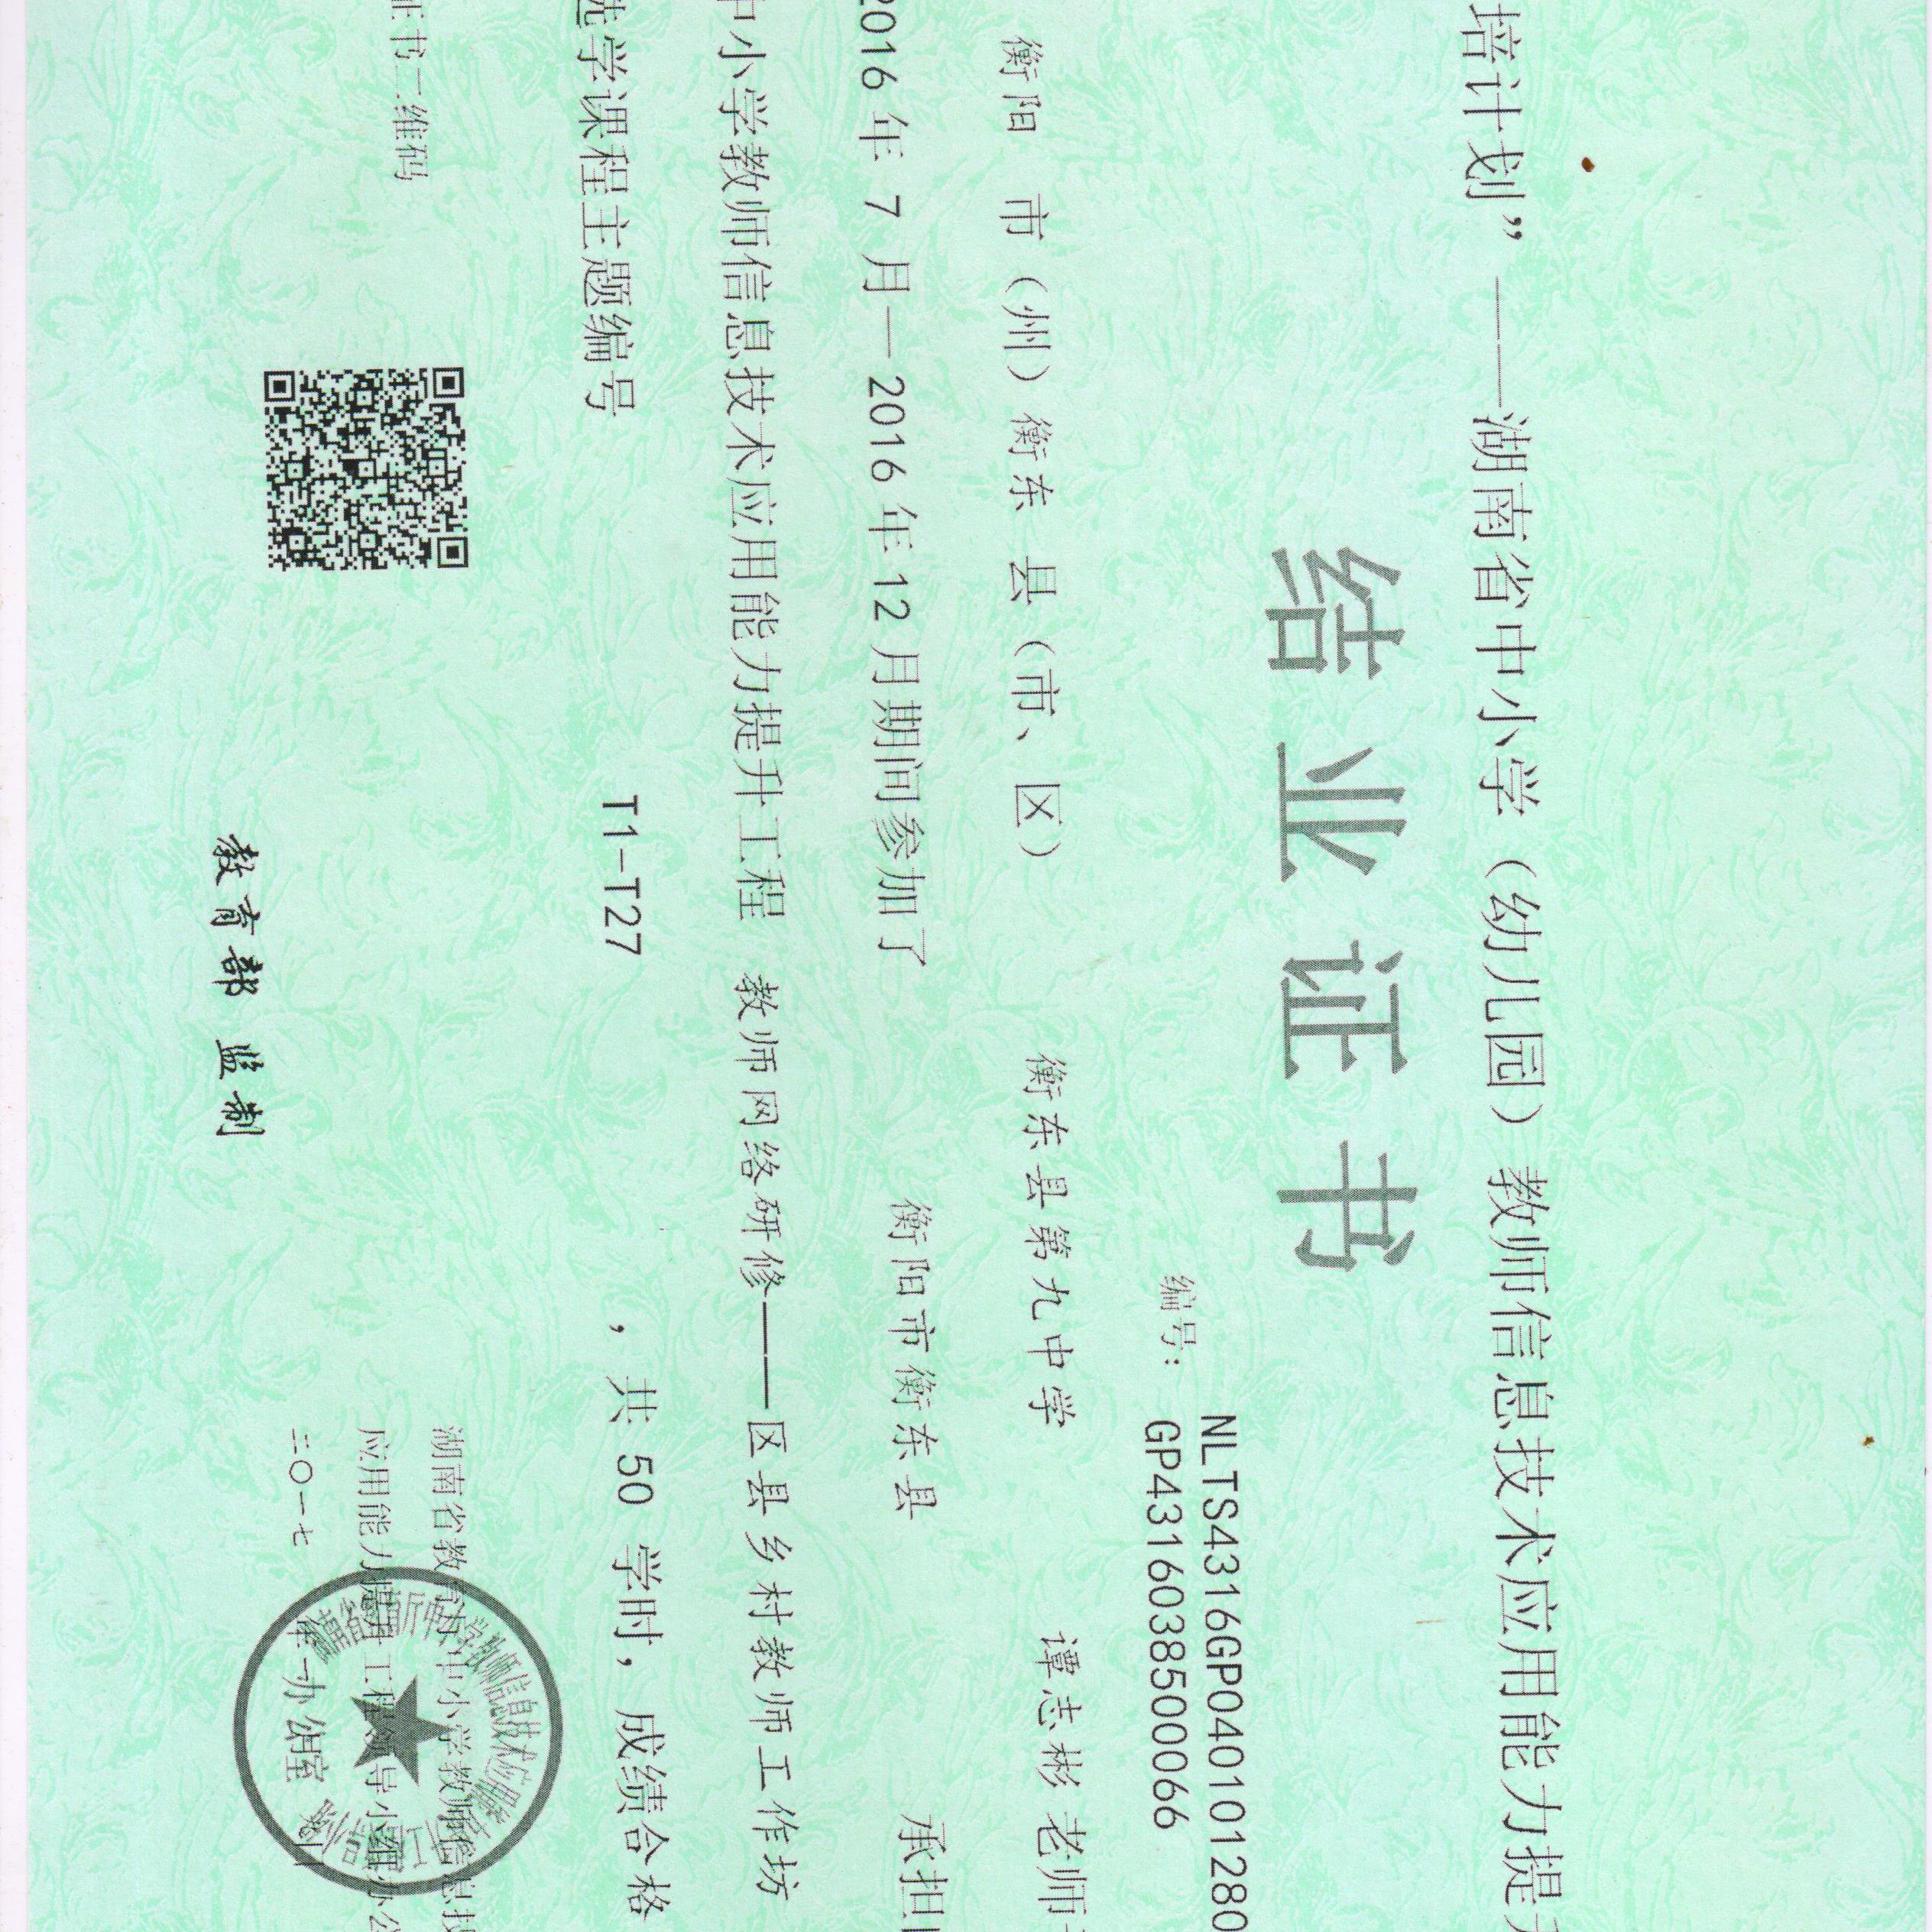 培计划”——湖南省中小学（幼儿园）教师信息技术应用能力提
结业证书
编号：
NLTS4316GP040101280
GP431603850066
衡阳 市（州）衡东 县（市、区） 衡东县第九中学 谭志彬 老师
2016 年 7 月—2016 年 12 月期间参加了 衡阳市衡东县 承担
中小学教师信息技术应用能力提升工程 教师网络研修——区县乡村教师工作坊
选学课程主题编号 T1-T27 ，共 50 学时，成绩合格
证书二维码
湖南省教育厅中小学教师信息技
应用能力提升工程领导小组办公
二〇一七
教育部 监制